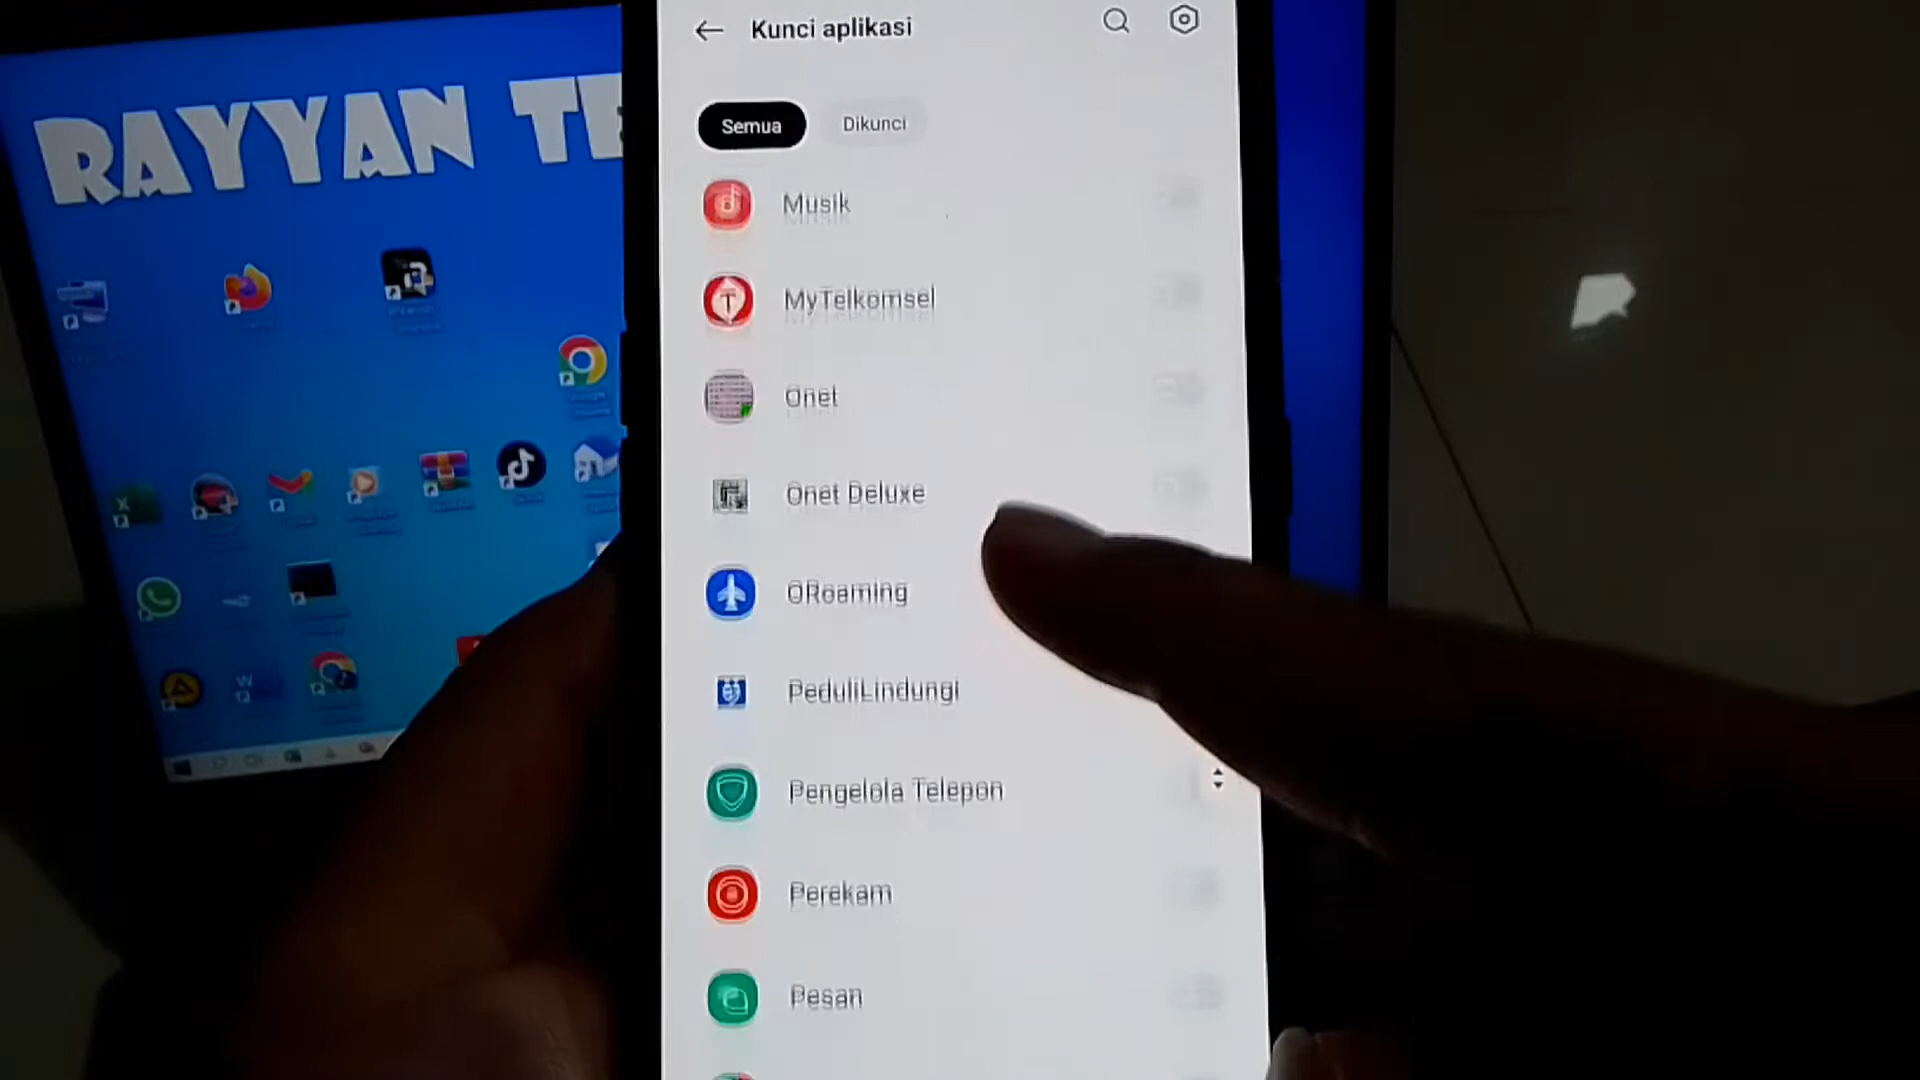 RAYYAN TE
Kunci aplikasi
Semua
Dikunci
Musik
MyTelkomsel
Onet
Onet Deluxe
ORoaming
PeduliLindungi
Pengelola Telepon
Perekam
Pesan